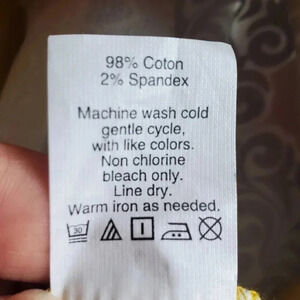 98% Coton
2% Spandex
Machine wash cold
gentle cycle,
with like colors.
Non chlorine
bleach only.
Line dry.
Warm iron as needed.
30